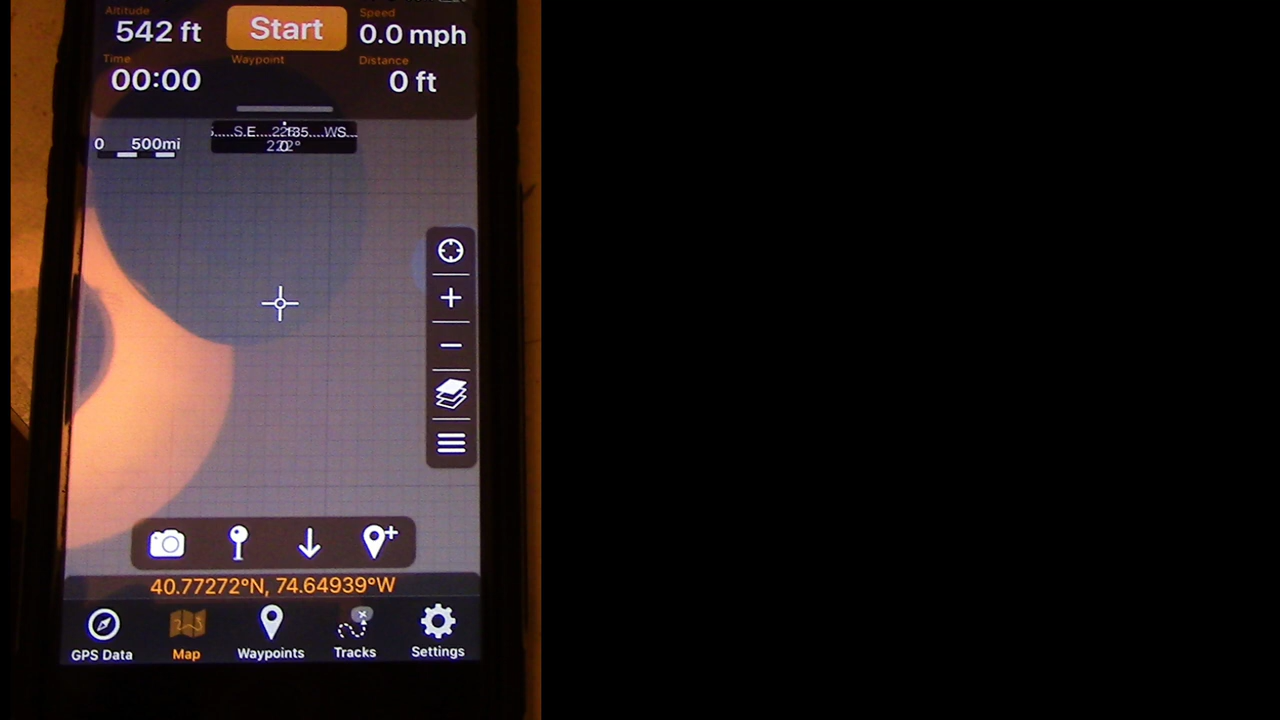 Altitude
Speed
542 ft
Start
0.0 mph
Time
Waypoint
Distance
00:00
0 ft
0 500mi
GPS Data
Map
Waypoints
Tracks
Settings
40.77272°N, 74.64939°W